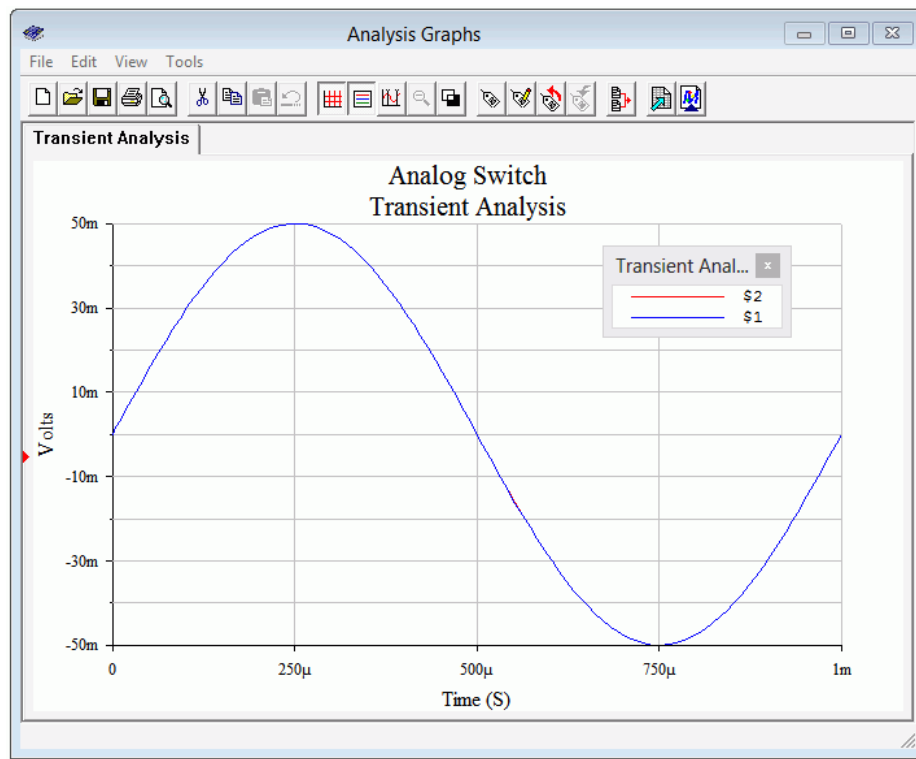 Analysis Graphs
File Edit View Tools
Transient Analysis
Analog Switch
Transient Analysis
50m
30m
10m
-10m
-30m
-50m
Volts
Transient Anal... x
$2
$1
0 250μ 500μ 750μ 1m
Time (S)